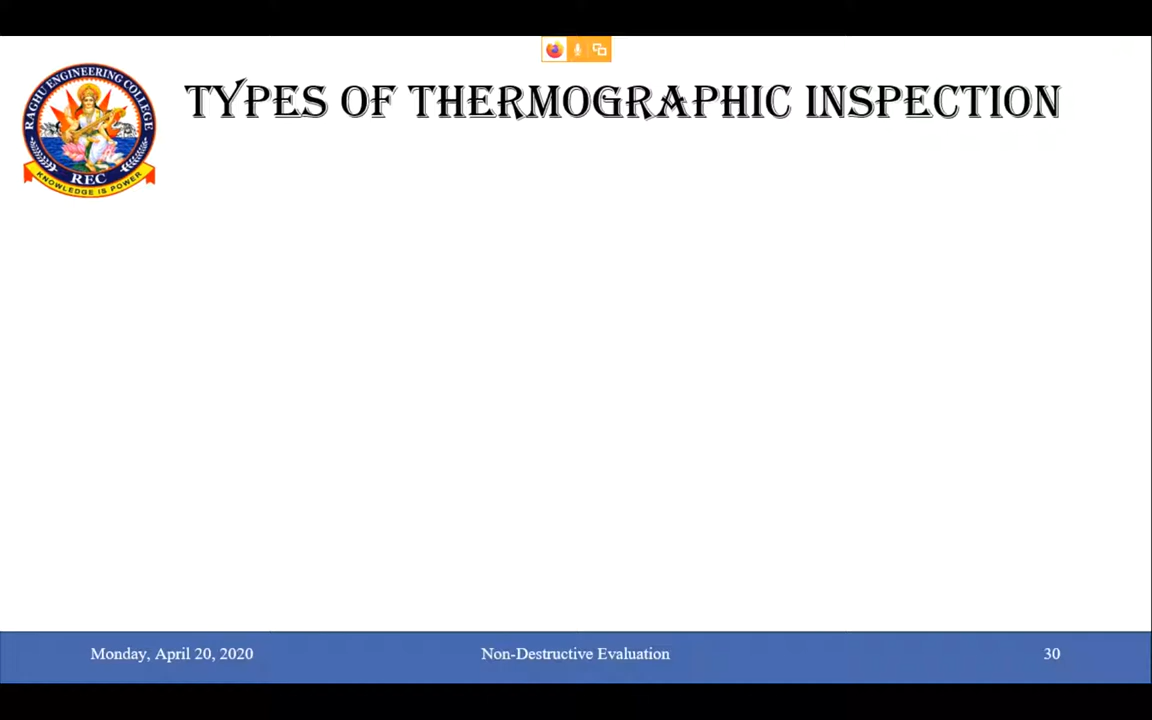 TYPES OF THERMOGRAPHIC INSPECTION
RAGHU ENGINEERING COLLEGE
REC
KNOWLEDGE IS POWER
Monday, April 20, 2020
Non-Destructive Evaluation
30